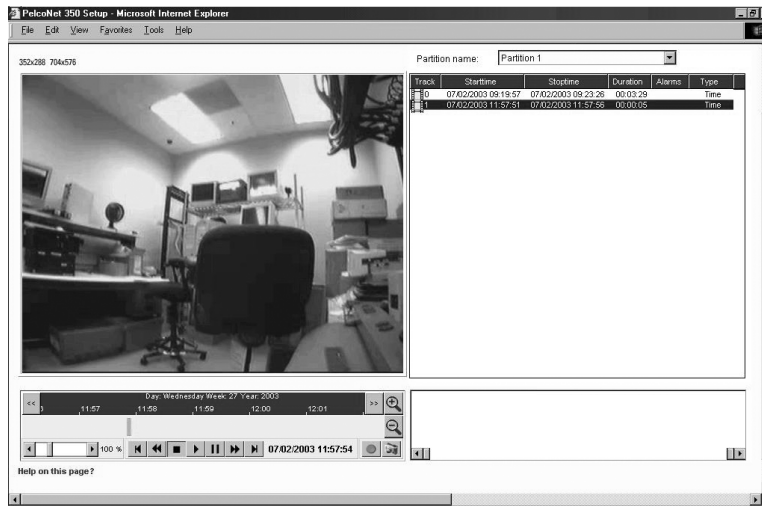 PelcoNet 350 Setup - Microsoft Internet Explorer
File Edit View Favorites Tools Help
352x288 704x576
Partition name: Partition 1
Track Starttime Stoptime Duration Alarms Type
0 07/02/2003 09:19:57 07/02/2003 09:23:26 00:03:29 Time
1 07/02/2003 11:57:51 07/02/2003 11:57:56 00:00:05 Time
Day: Wednesday Week: 27 Year: 2003
<< 11:57 11:58 11:59 12:00 12:01 >>
100 % 07/02/2003 11:57:54
Help on this page?